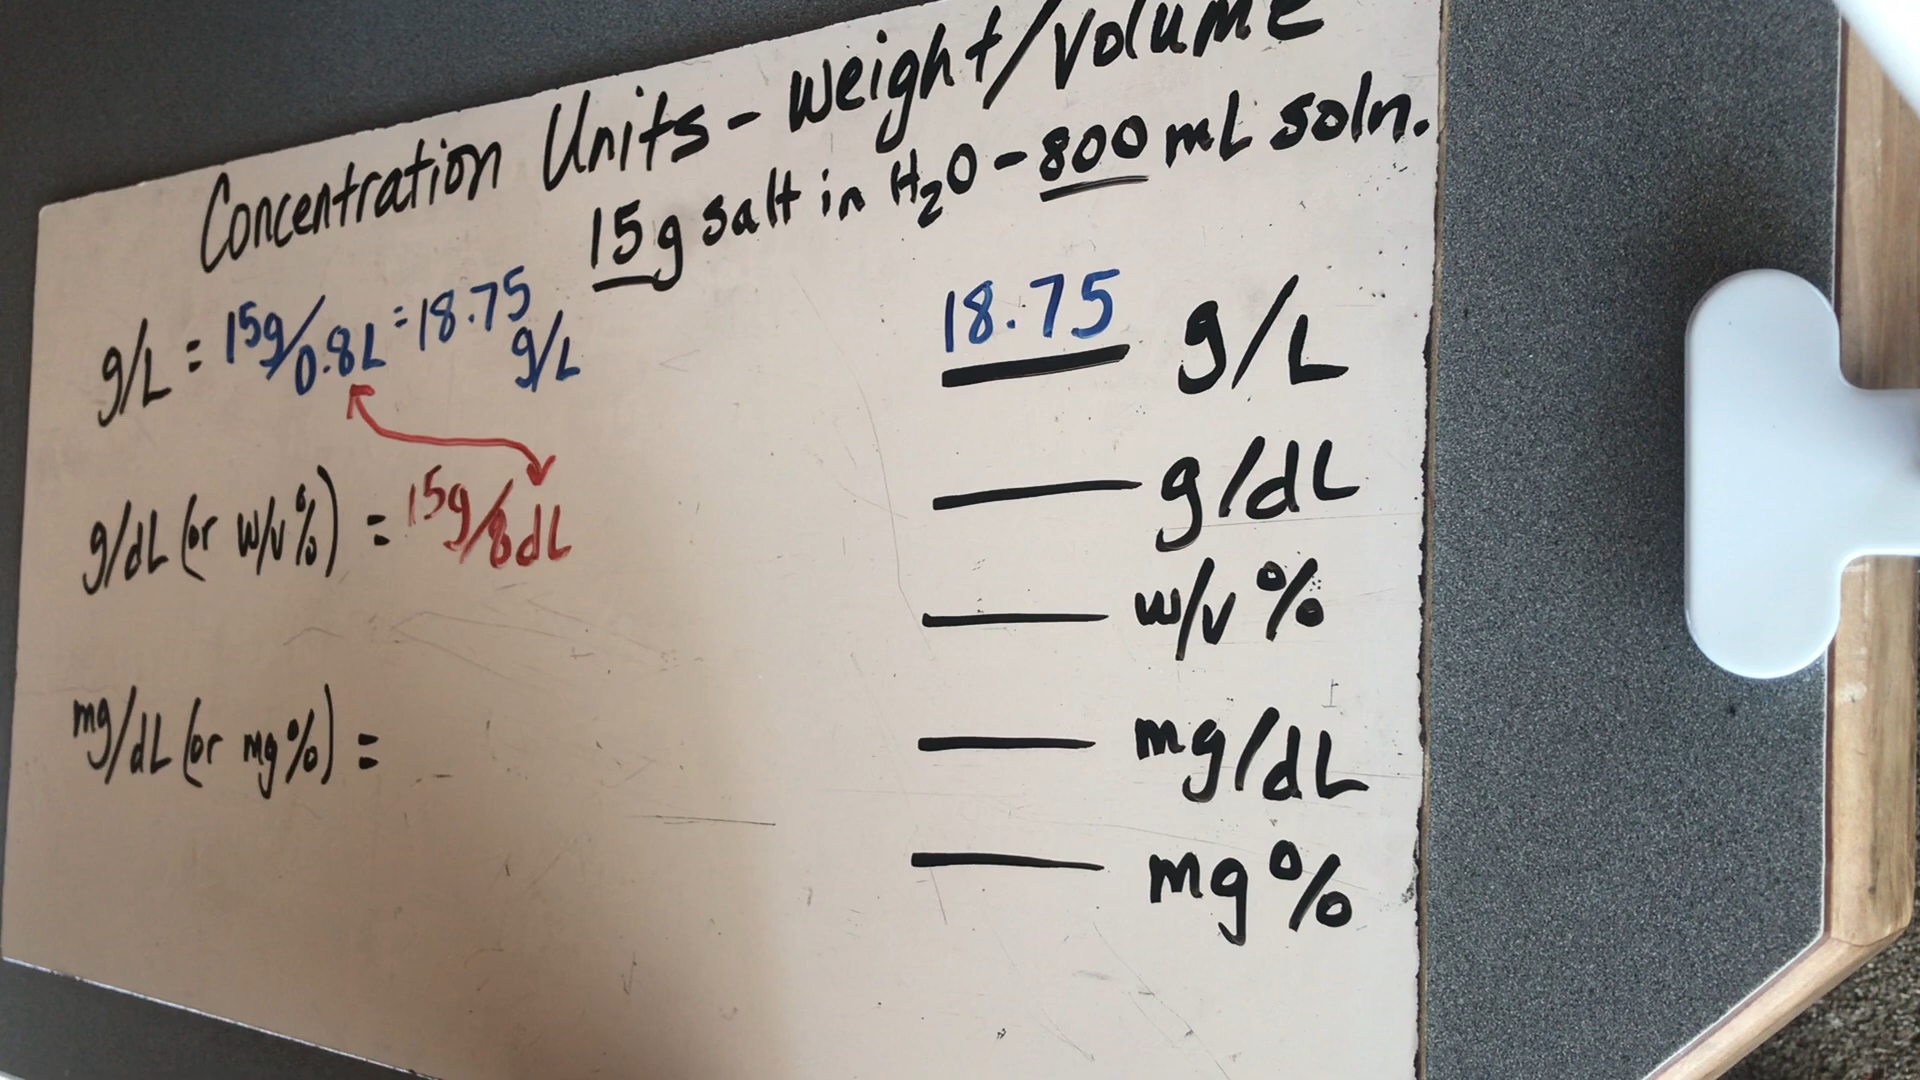 Concentration Units - Weight/Volume
15g salt in H₂O - 800 mL soln.
g/L = 15g/0.8L = 18.75 g/L
18.75 g/L
g/dL (or w/v%) = 15g/8dL
g/dL
w/v%
mg/dL (or mg%) =
mg/dL
mg%